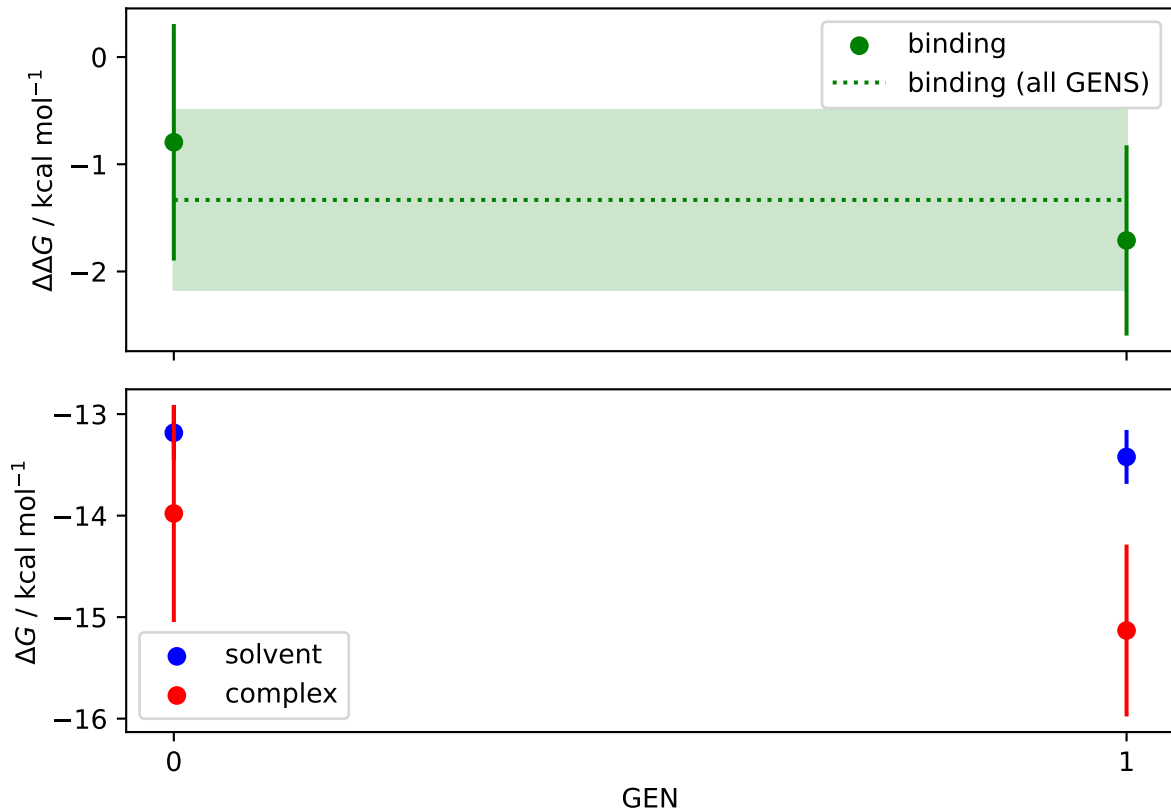 0
−1
−2
ΔΔG / kcal mol⁻¹
binding
binding (all GENS)
−13
−14
−15
−16
ΔG / kcal mol⁻¹
solvent
complex
0
1
GEN